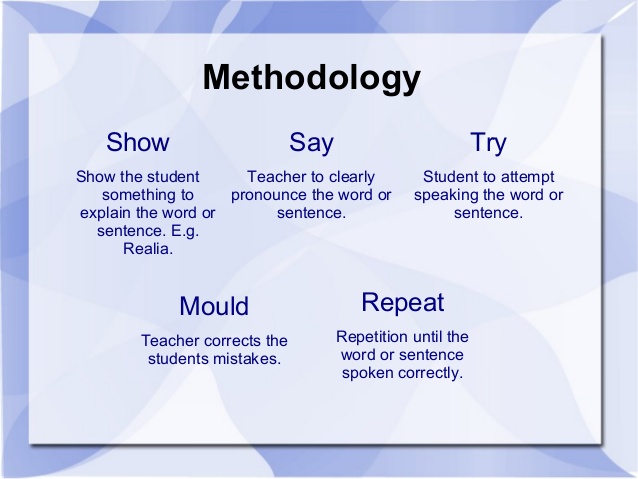 Methodology
Show
Show the student
something to
explain the word or
sentence. E.g.
Realia.
Say
Teacher to clearly
pronounce the word or
sentence.
Try
Student to attempt
speaking the word or
sentence.
Mould
Teacher corrects the
students mistakes.
Repeat
Repetition until the
word or sentence
spoken correctly.